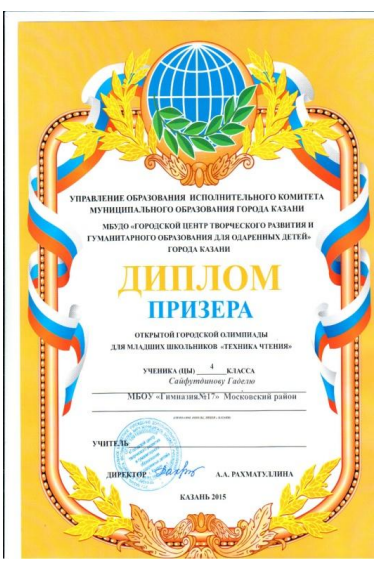 УПРАВЛЕНИЕ ОБРАЗОВАНИЯ ИСПОЛНИТЕЛЬНОГО КОМИТЕТА
МУНИЦИПАЛЬНОГО ОБРАЗОВАНИЯ ГОРОДА КАЗАНИ
МБУДО «ГОРОДСКОЙ ЦЕНТР ТВОРЧЕСКОГО РАЗВИТИЯ И
ГУМАНИТАРНОГО ОБРАЗОВАНИЯ ДЛЯ ОДАРЕННЫХ ДЕТЕЙ»
ГОРОДА КАЗАНИ
ДИПЛОМ
ПРИЗЕРА
ОТКРЫТОЙ ГОРОДСКОЙ ОЛИМПИАДЫ
ДЛЯ МЛАДШИХ ШКОЛЬНИКОВ «ТЕХНИКА ЧТЕНИЯ»
УЧЕНИКА (ЦЫ) 4 КЛАССА
Сайфутдинову Гаделю
МБОУ «Гимназия№17» Московский район
УЧИТЕЛЬ
ДИРЕКТОР А.А. РАХМАТУЛЛИНА
КАЗАНЬ 2015